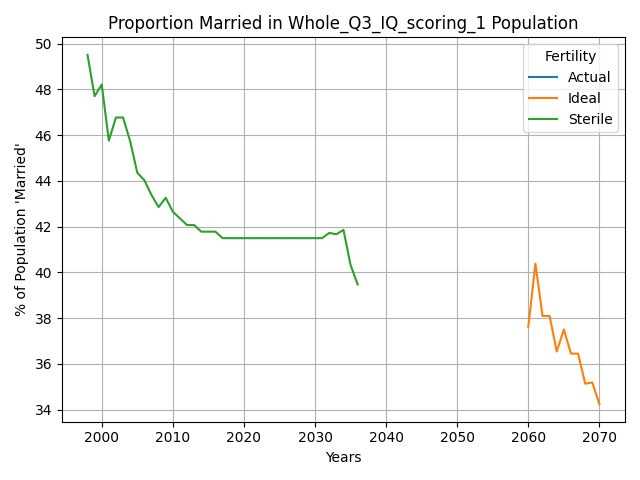 Proportion Married in Whole_Q3_IQ_scoring_1 Population
% of Population 'Married'
50
48
46
44
42
40
38
36
34
Fertility
Actual
Ideal
Sterile
2000 2010 2020 2030 2040 2050 2060 2070
Years